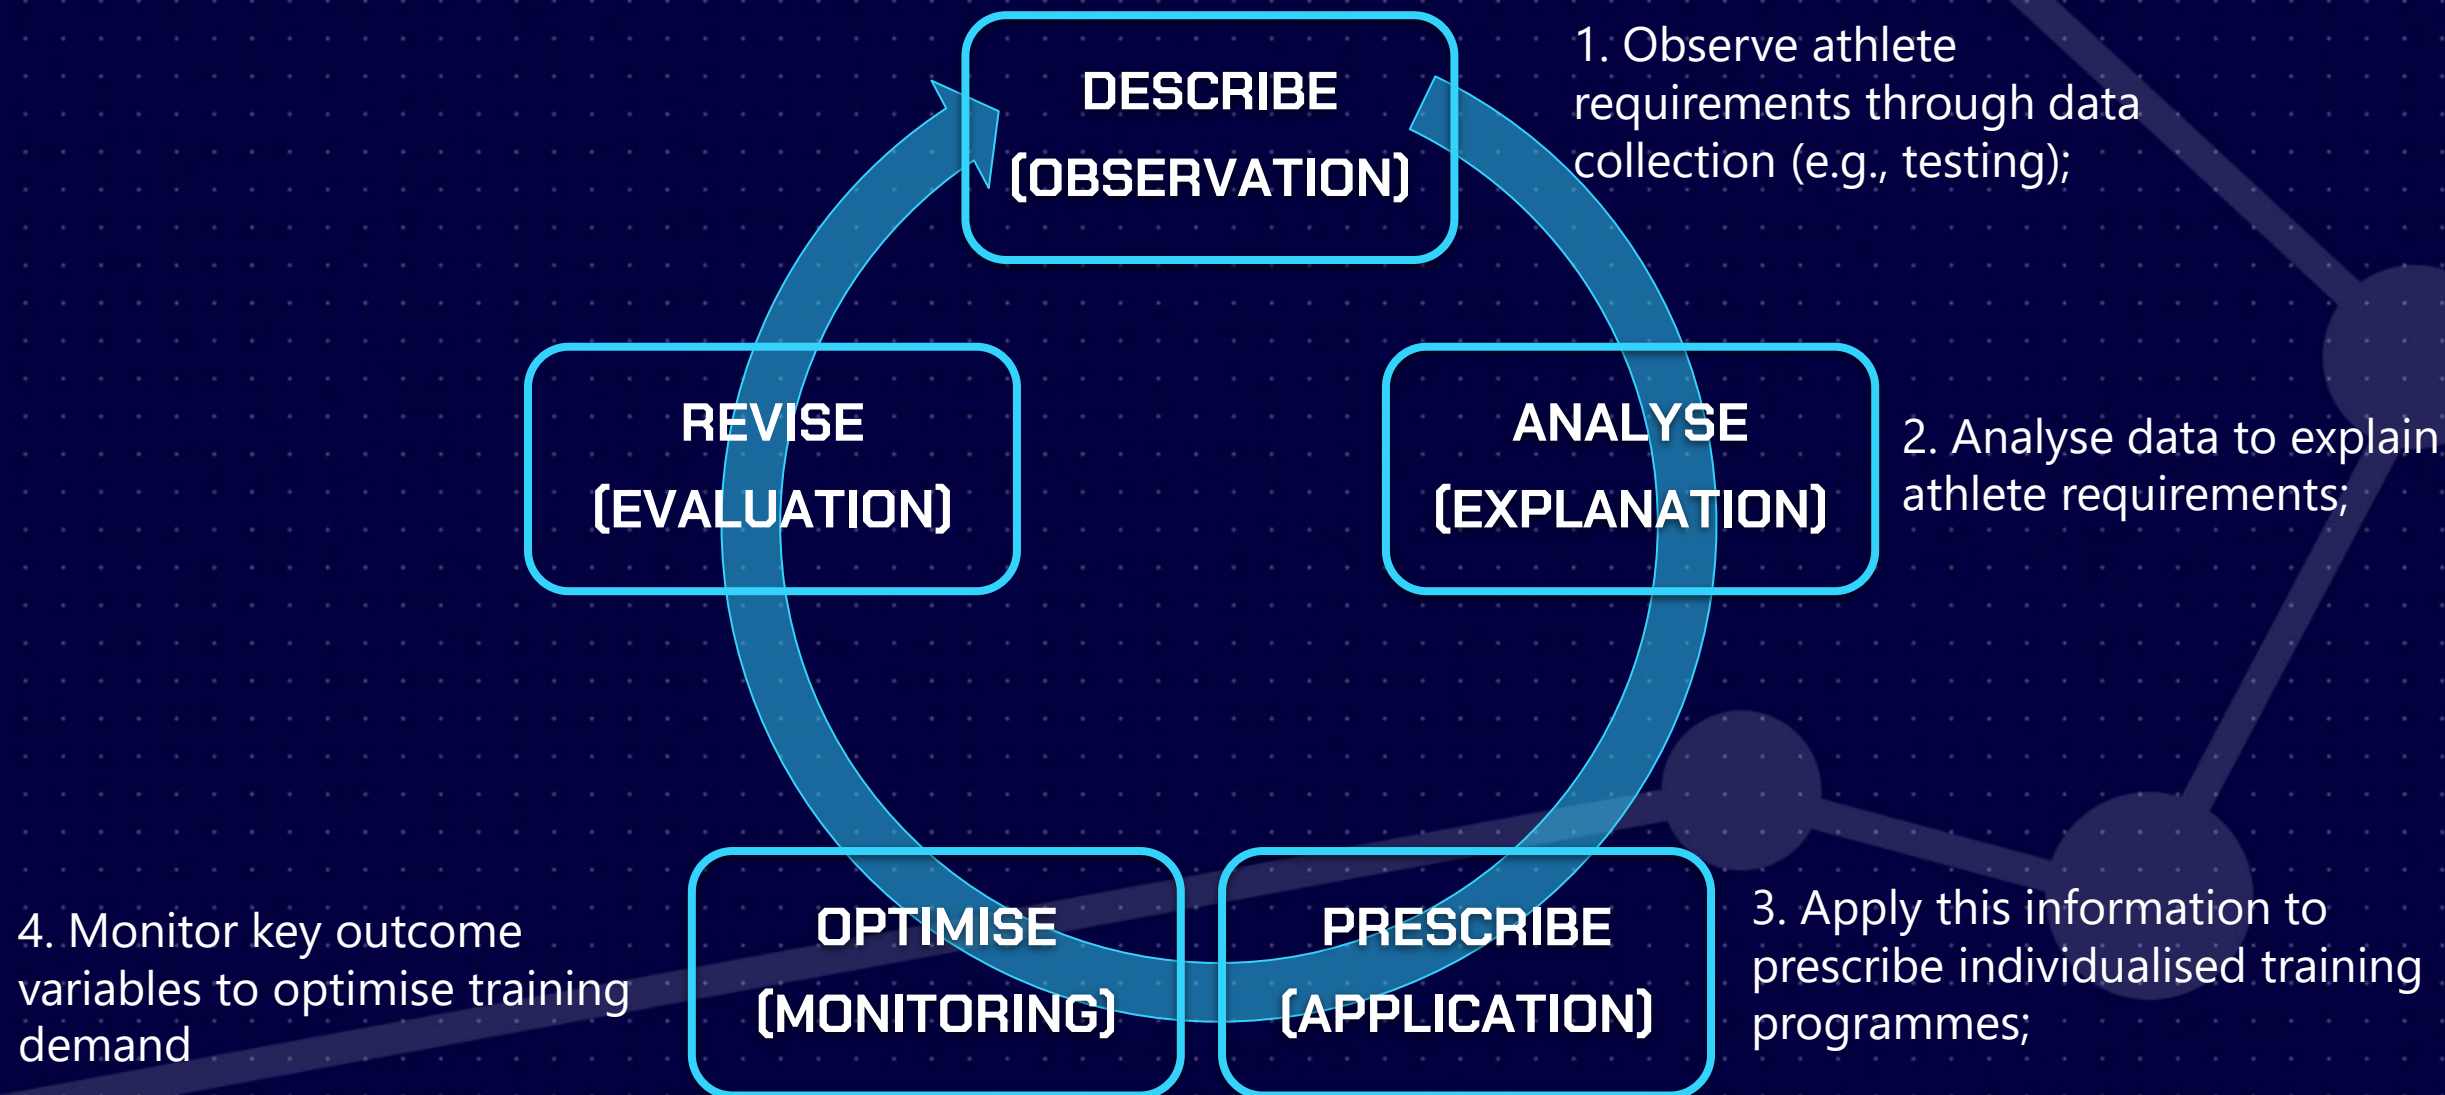 DESCRIBE
(OBSERVATION)
1. Observe athlete
requirements through data
collection (e.g., testing);
REVISE
(EVALUATION)
ANALYSE
(EXPLANATION)
2. Analyse data to explain
athlete requirements;
4. Monitor key outcome
variables to optimise training
demand
OPTIMISE
(MONITORING)
PRESCRIBE
(APPLICATION)
3. Apply this information to
prescribe individualised training
programmes;